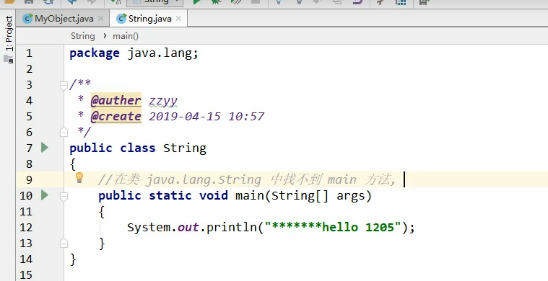 MyObject.java × String.java ×
String main()
1: Project
1 package java.lang;
2
3 /**
4 * @auther zzyy
5 * @create 2019-04-15 10:57
6 */
7 public class String
8 {
9 //在类 java.lang.String 中找不到 main 方法,
10 public static void main(String[] args)
11 {
12 System.out.println("*******hello 1205");
13 }
14 }
15